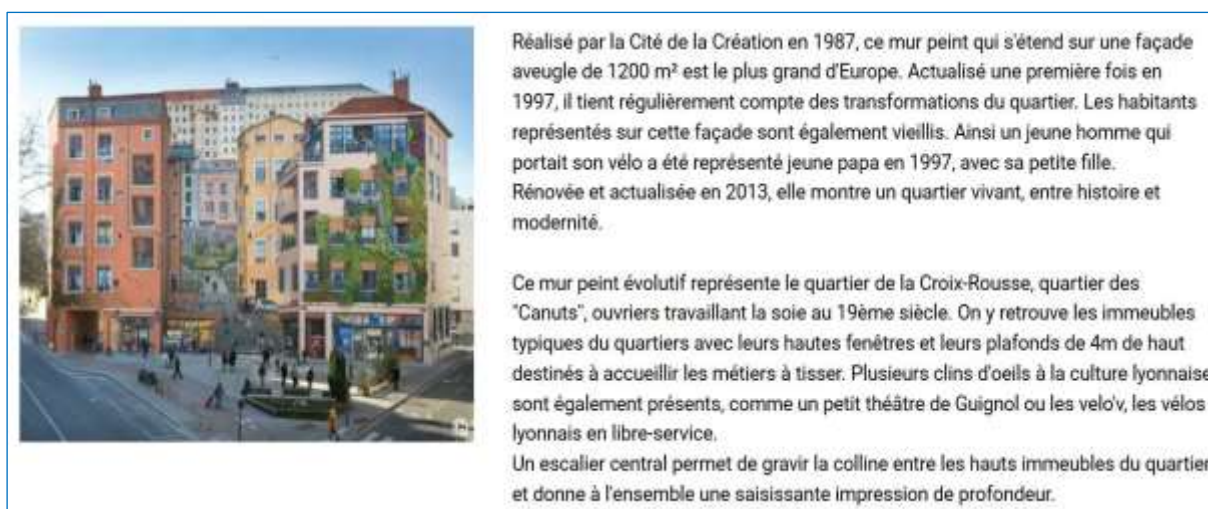 Réalisé par la Cité de la Création en 1987, ce mur peint qui s'étend sur une façade
aveugle de 1200 m² est le plus grand d'Europe. Actualisé une première fois en
1997, il tient régulièrement compte des transformations du quartier. Les habitants
représentés sur cette façade sont également vieillis. Ainsi un jeune homme qui
portait son vélo a été représenté jeune papa en 1997, avec sa petite fille.
Rénovée et actualisée en 2013, elle montre un quartier vivant, entre histoire et
modernité.
Ce mur peint évolutif représente le quartier de la Croix-Rousse, quartier des
"Canuts", ouvriers travaillant la soie au 19ème siècle. On y retrouve les immeubles
typiques du quartiers avec leurs hautes fenêtres et leurs plafonds de 4m de haut
destinés à accueillir les métiers à tisser. Plusieurs clins d'oeils à la culture lyonnaise
sont également présents, comme un petit théâtre de Guignol ou les velo'v, les vélos
lyonnais en libre-service.
Un escalier central permet de gravir la colline entre les hauts immeubles du quartier
et donne à l'ensemble une saisissante impression de profondeur.